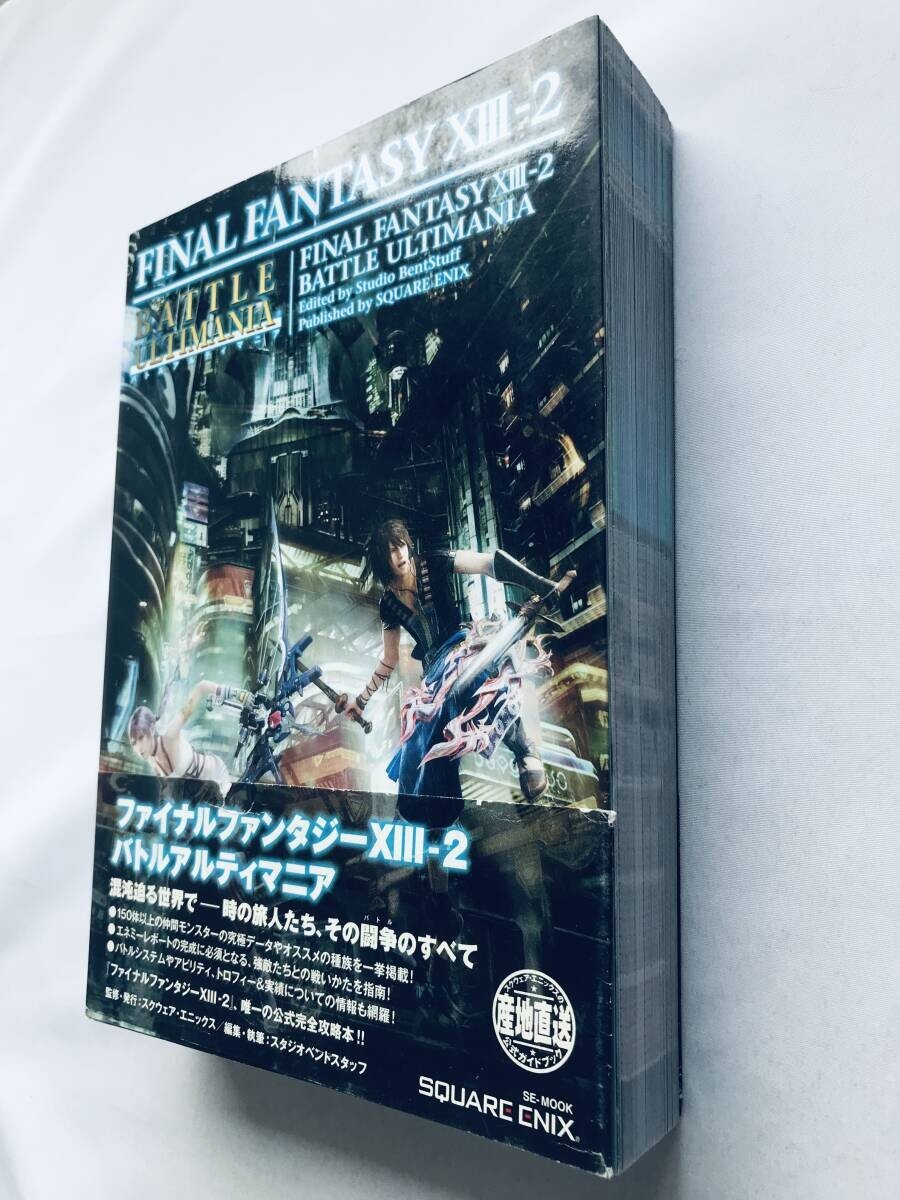 FINAL FANTASY XIII-2
BATTLE
ULTIMANIA
FINAL FANTASY XIII-2
BATTLE ULTIMANIA
Edited by Studio BentStuff
Published by SQUARE ENIX
ファイナルファンタジーXIII-2
バトルアルティマニア
混沌迫る世界で―時の旅人たち、その闘争のすべて
バトル
●150体以上の仲間モンスターの究極データやオススメの種族を一挙掲載!
●エネミーレポートの完成に必須となる、強敵たちとの戦いかたを指南!
●バトルシステムやアビリティ、トロフィー&実績についての情報も網羅!
『ファイナルファンタジーXIII-2』、唯一の公式完全攻略本!!
監修・発行:スクウェア・エニックス/編集・執筆:スタジオベントスタッフ
スクウェア・エニックスの
産地直送
公式ガイドブック
SE-MOOK
SQUARE ENIX®